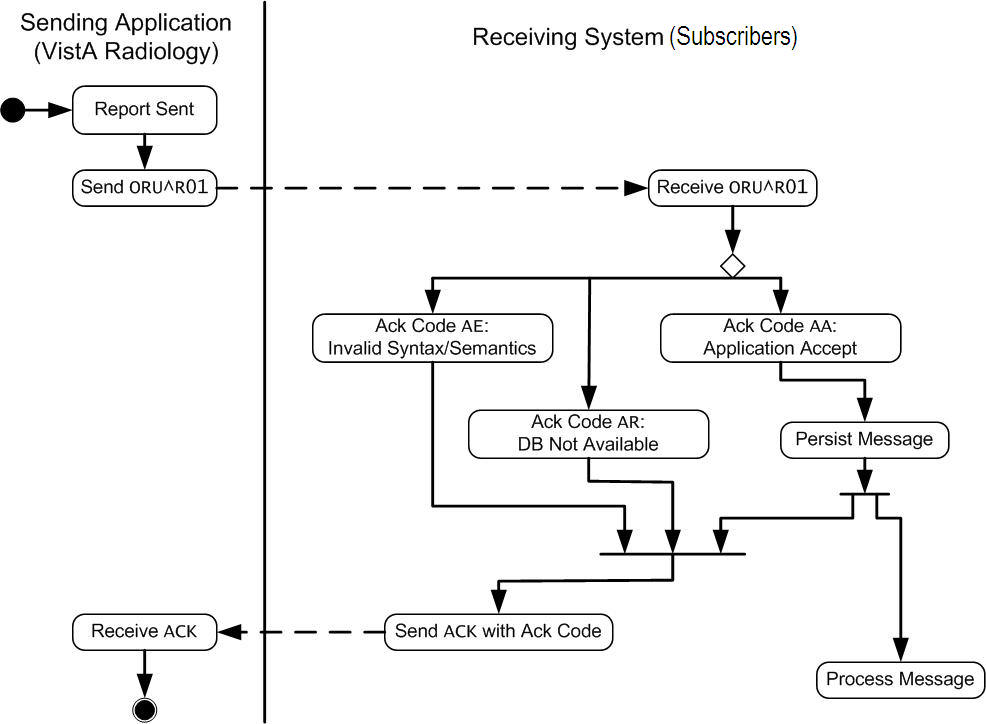 Sending Application
(VistA Radiology)
Receiving System (Subscribers)
Report Sent
Send ORU^R01
Receive ORU^R01
Ack Code AE:
Invalid Syntax/Semantics
Ack Code AA:
Application Accept
Ack Code AR:
DB Not Available
Persist Message
Receive ACK
Send ACK with Ack Code
Process Message